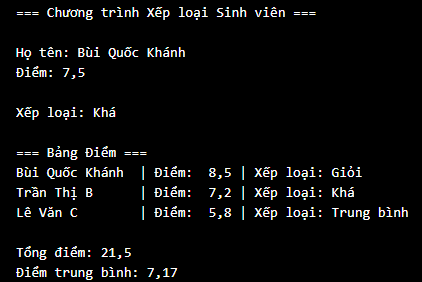 === Chương trình Xếp loại Sinh viên ===
Họ tên: Bùi Quốc Khánh
Điểm: 7,5
Xếp loại: Khá
=== Bảng Điểm ===
Bùi Quốc Khánh  | Điểm:  8,5 | Xếp loại: Giỏi
Trần Thị B      | Điểm:  7,2 | Xếp loại: Khá
Lê Văn C        | Điểm:  5,8 | Xếp loại: Trung bình
Tổng điểm: 21,5
Điểm trung bình: 7,17